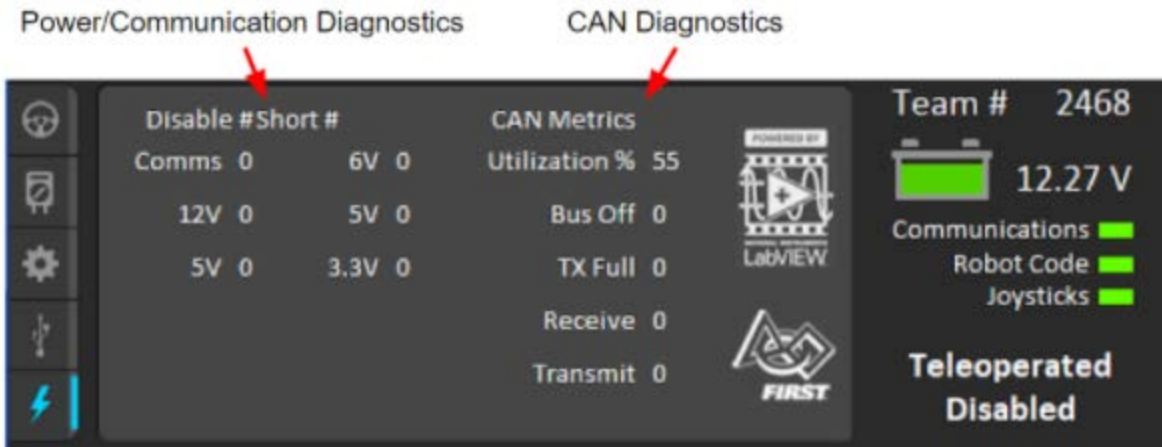 Power/Communication Diagnostics
CAN Diagnostics
Disable # Short #
Comms 0 6V 0
12V 0 5V 0
5V 0 3.3V 0
CAN Metrics
Utilization % 55
Bus Off 0
TX Full 0
Receive 0
Transmit 0
POWERED BY
NATIONAL INSTRUMENTS
LabVIEW
FIRST
Team # 2468
12.27 V
Communications
Robot Code
Joysticks
Teleoperated
Disabled